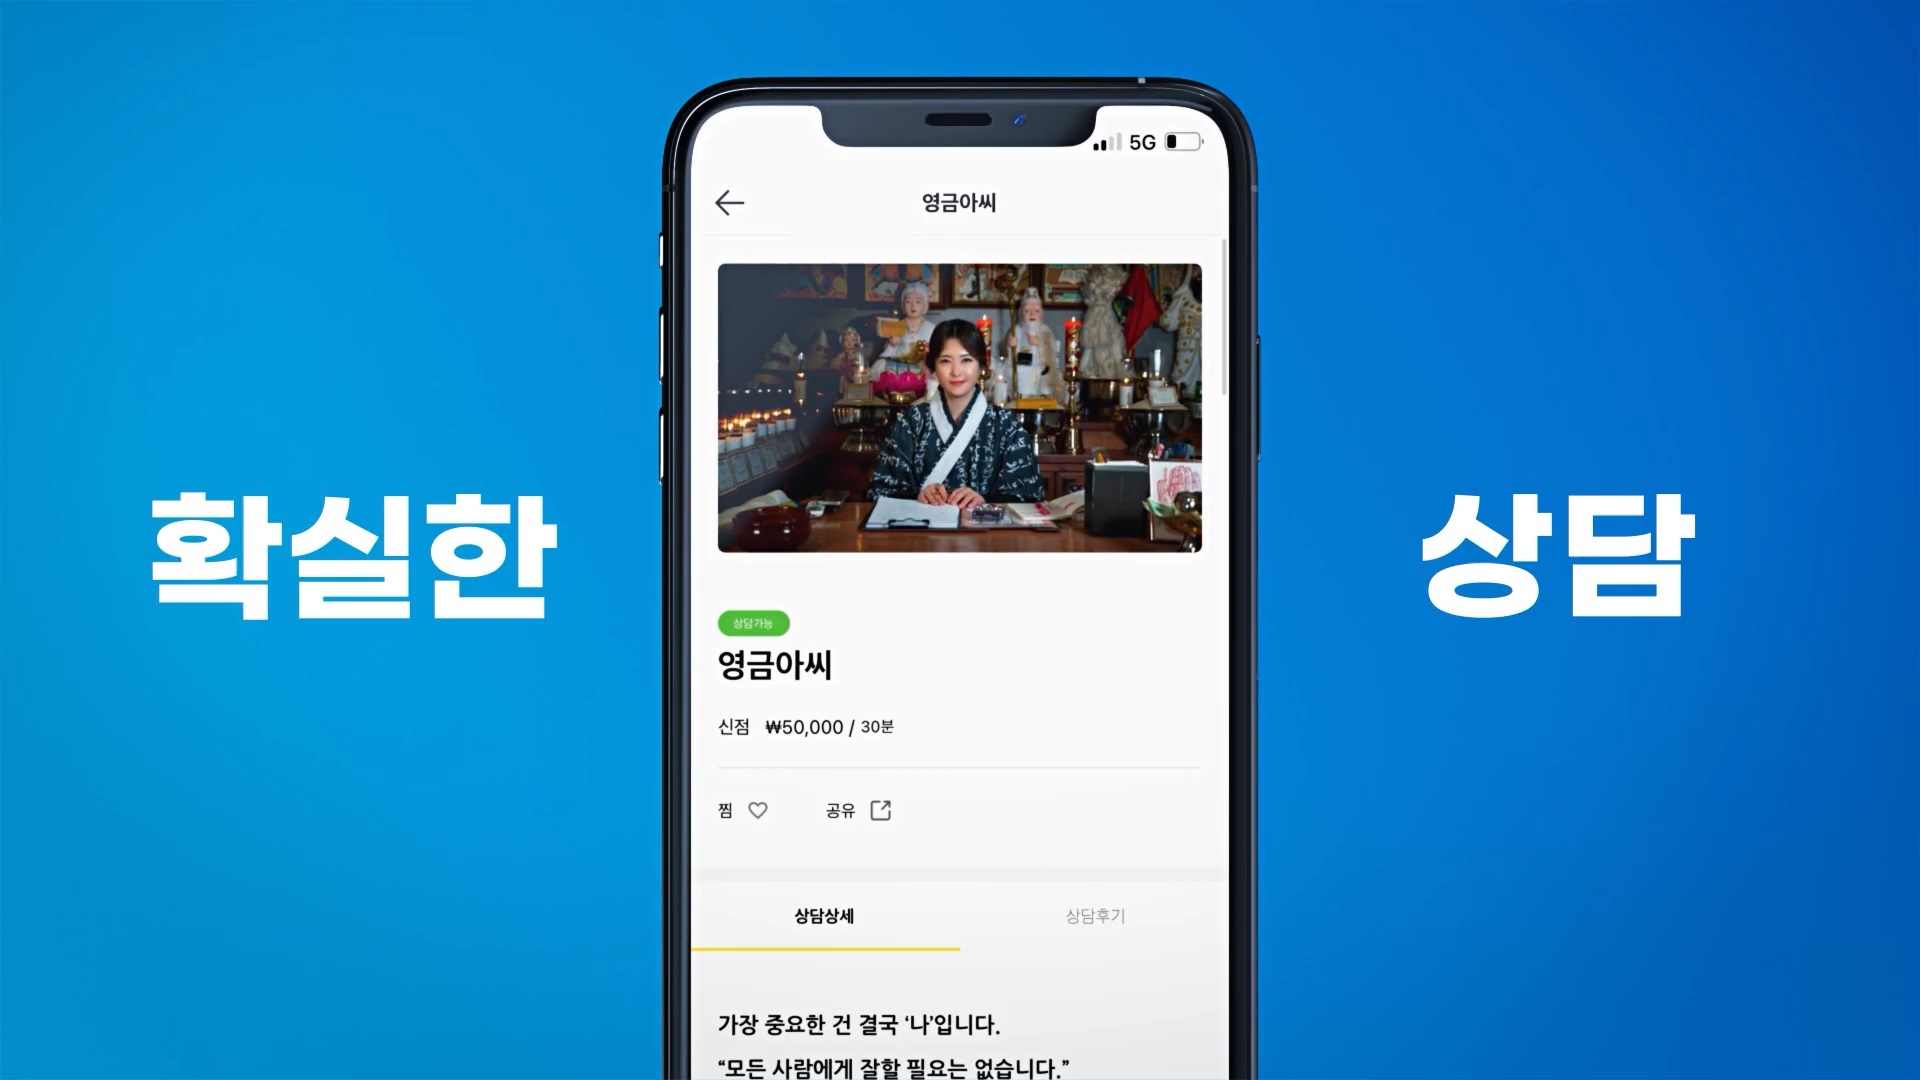 5G
영금아씨
확실한
상담
상담가능
영금아씨
신점 ₩50,000 / 30분
찜 공유
상담상세 상담후기
가장 중요한 건 결국 ‘나’입니다.
“모든 사람에게 잘할 필요는 없습니다.”